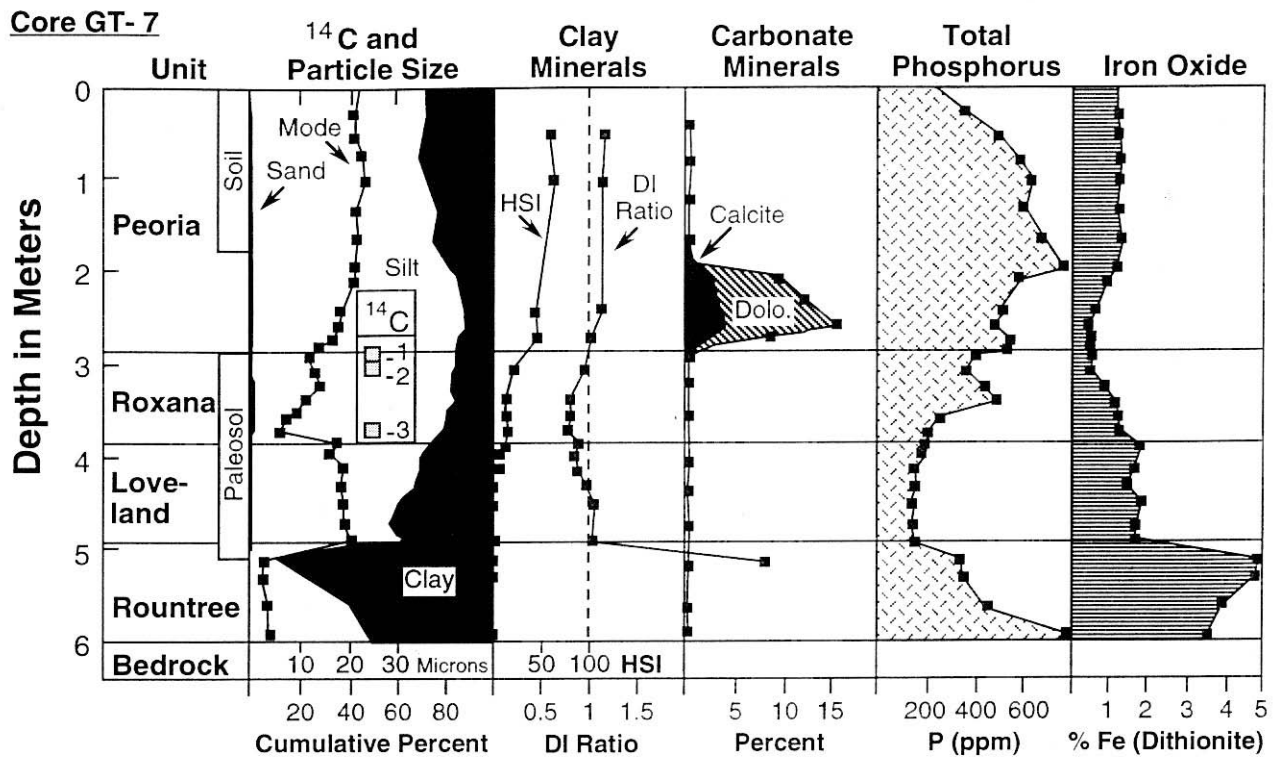 Core GT- 7
Unit
14C and
Particle Size
Clay
Minerals
Carbonate
Minerals
Total
Phosphorus
Iron Oxide
Depth in Meters
0
1
2
3
3
4
5
6
Peoria
Roxana
Love-
land
Rountree
Bedrock
Soil
Paleosol
Mode
Sand
Silt
14C
-1
-2
-3
Clay
HSI
DI
Ratio
Calcite
Dolo.
10 20 30 Microns
50 100 HSI
20 40 60 80
Cumulative Percent
0.5 1 1.5
DI Ratio
5 10 15
Percent
200 400 600
P (ppm)
1 2 3 4 5
% Fe (Dithionite)